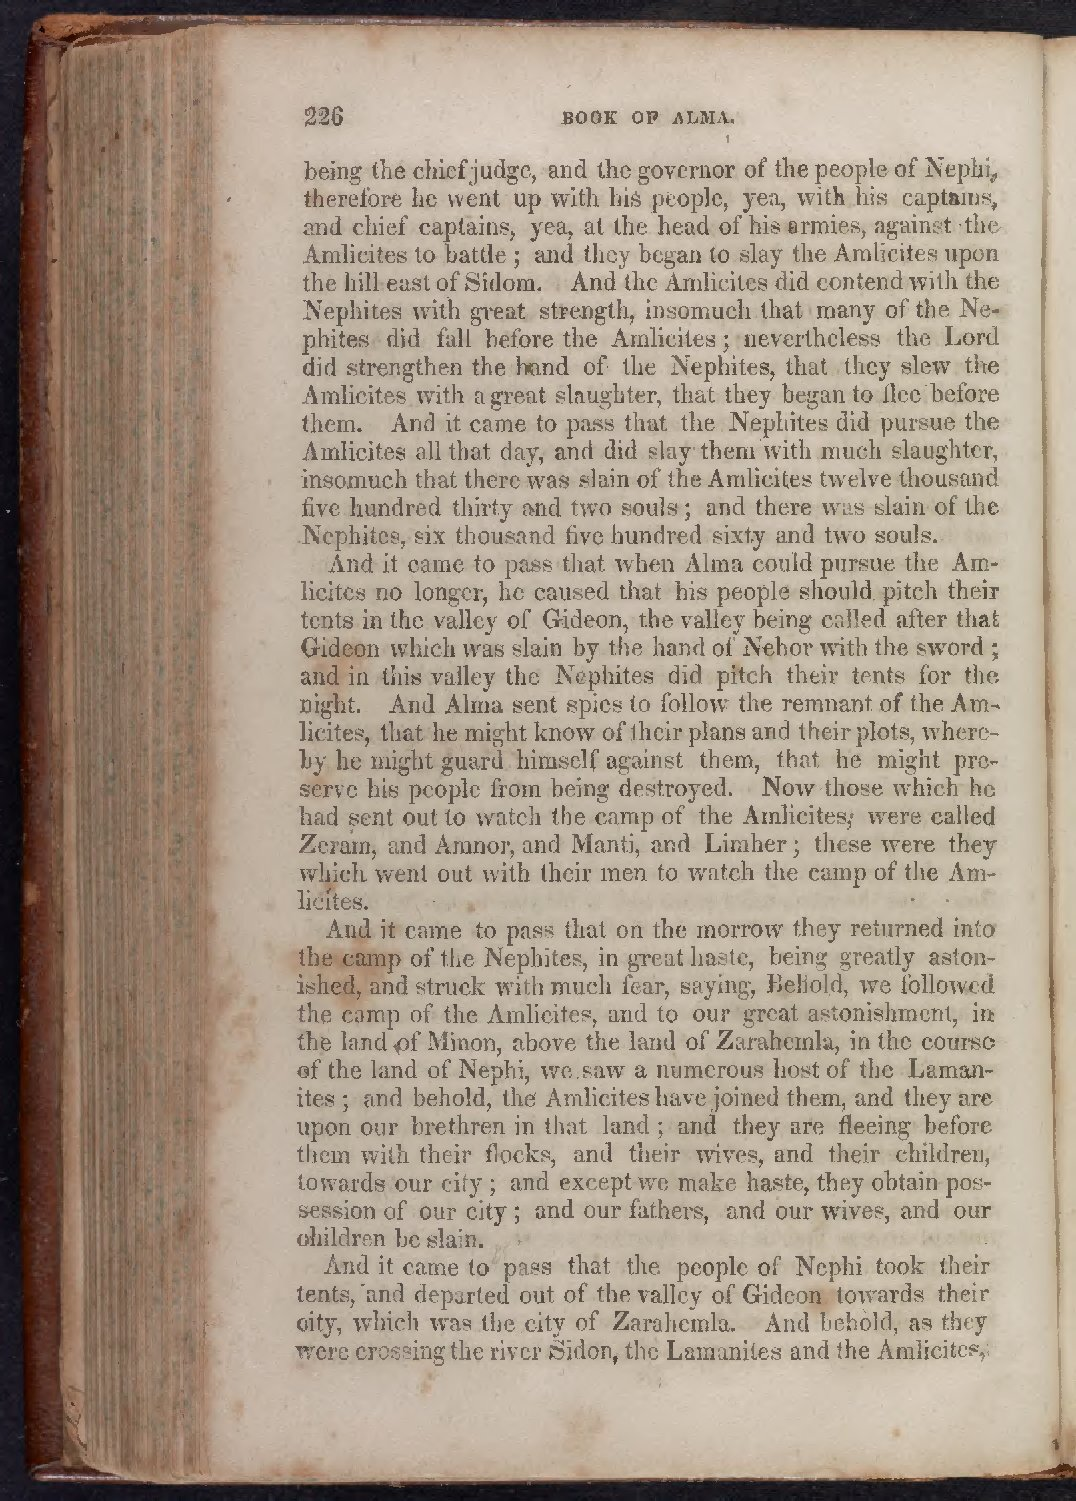 226 BOOK OF ALMA.
being the chief judge, and the governor of the people of Nephi,
therefore he went up with his people, yea, with his captains,
and chief captains, yea, at the head of his armies, against the
Amlicites to battle ; and they began to slay the Amlicites upon
the hill east of Sidom. And the Amlicites did contend with the
Nephites with great strength, insomuch that many of the Ne-
phites did fall before the Amlicites ; nevertheless the Lord
did strengthen the hand of the Nephites, that they slew the
Amlicites with a great slaughter, that they began to flee before
them. And it came to pass that the Nephites did pursue the
Amlicites all that day, and did slay them with much slaughter,
insomuch that there was slain of the Amlicites twelve thousand
five hundred thirty and two souls ; and there was slain of the
Nephites, six thousand five hundred sixty and two souls.
And it came to pass that when Alma could pursue the Am-
licites no longer, he caused that his people should pitch their
tents in the valley of Gideon, the valley being called after that
Gideon which was slain by the hand of Nehor with the sword ;
and in this valley the Nephites did pitch their tents for the
night. And Alma sent spies to follow the remnant of the Am-
licites, that he might know of their plans and their plots, where-
by he might guard himself against them, that he might pre-
serve his people from being destroyed. Now those which he
had sent out to watch the camp of the Amlicites, were called
Zeram, and Amnor, and Manti, and Limher ; these were they
which went out with their men to watch the camp of the Am-
licites.
And it came to pass that on the morrow they returned into
the camp of the Nephites, in great haste, being greatly aston-
ished, and struck with much fear, saying, Behold, we followed
the camp of the Amlicites, and to our great astonishment, in
the land of Minon, above the land of Zarahemla, in the course
of the land of Nephi, we saw a numerous host of the Laman-
ites ; and behold, the Amlicites have joined them, and they are
upon our brethren in that land ; and they are fleeing before
them with their flocks, and their wives, and their children,
towards our city ; and except we make haste, they obtain pos-
session of our city ; and our fathers, and our wives, and our
children be slain.
And it came to pass that the people of Nephi took their
tents, and departed out of the valley of Gideon towards their
city, which was the city of Zarahemla. And behold, as they
were crossing the river Sidon, the Lamanites and the Amlicites,